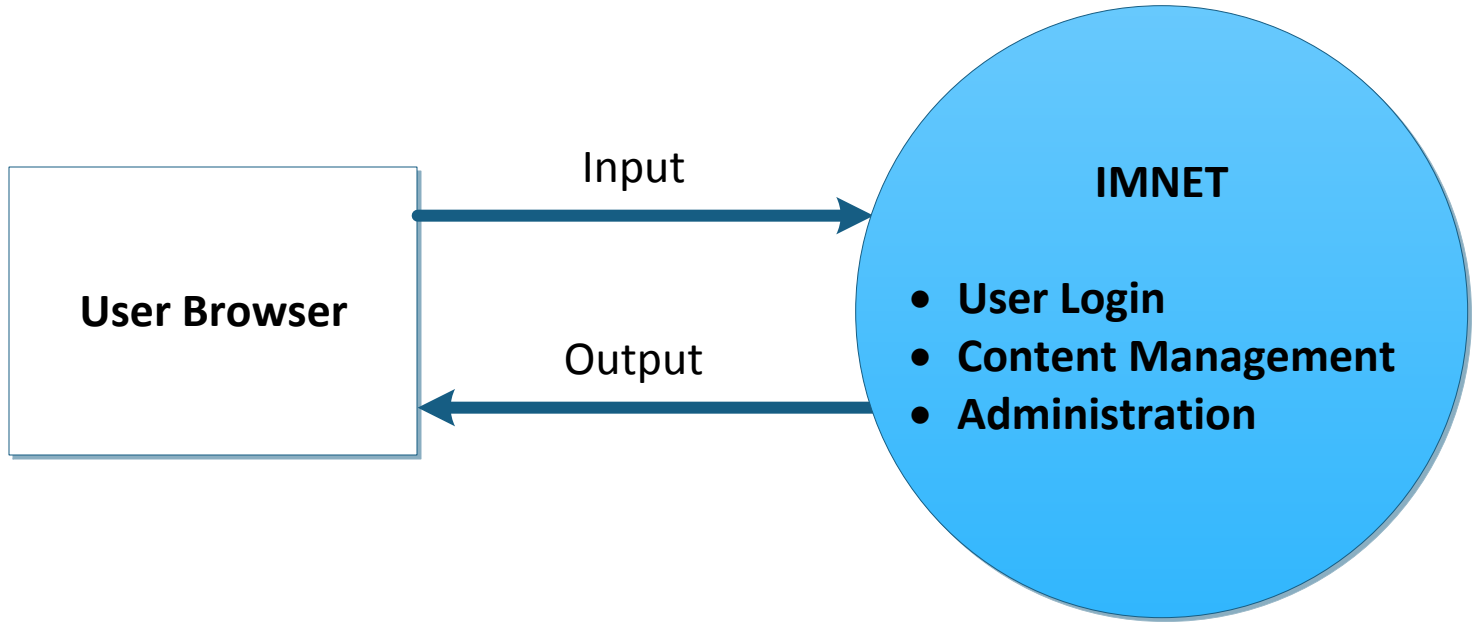 Input
IMNET
User Browser
• User Login
• Content Management
• Administration
Output